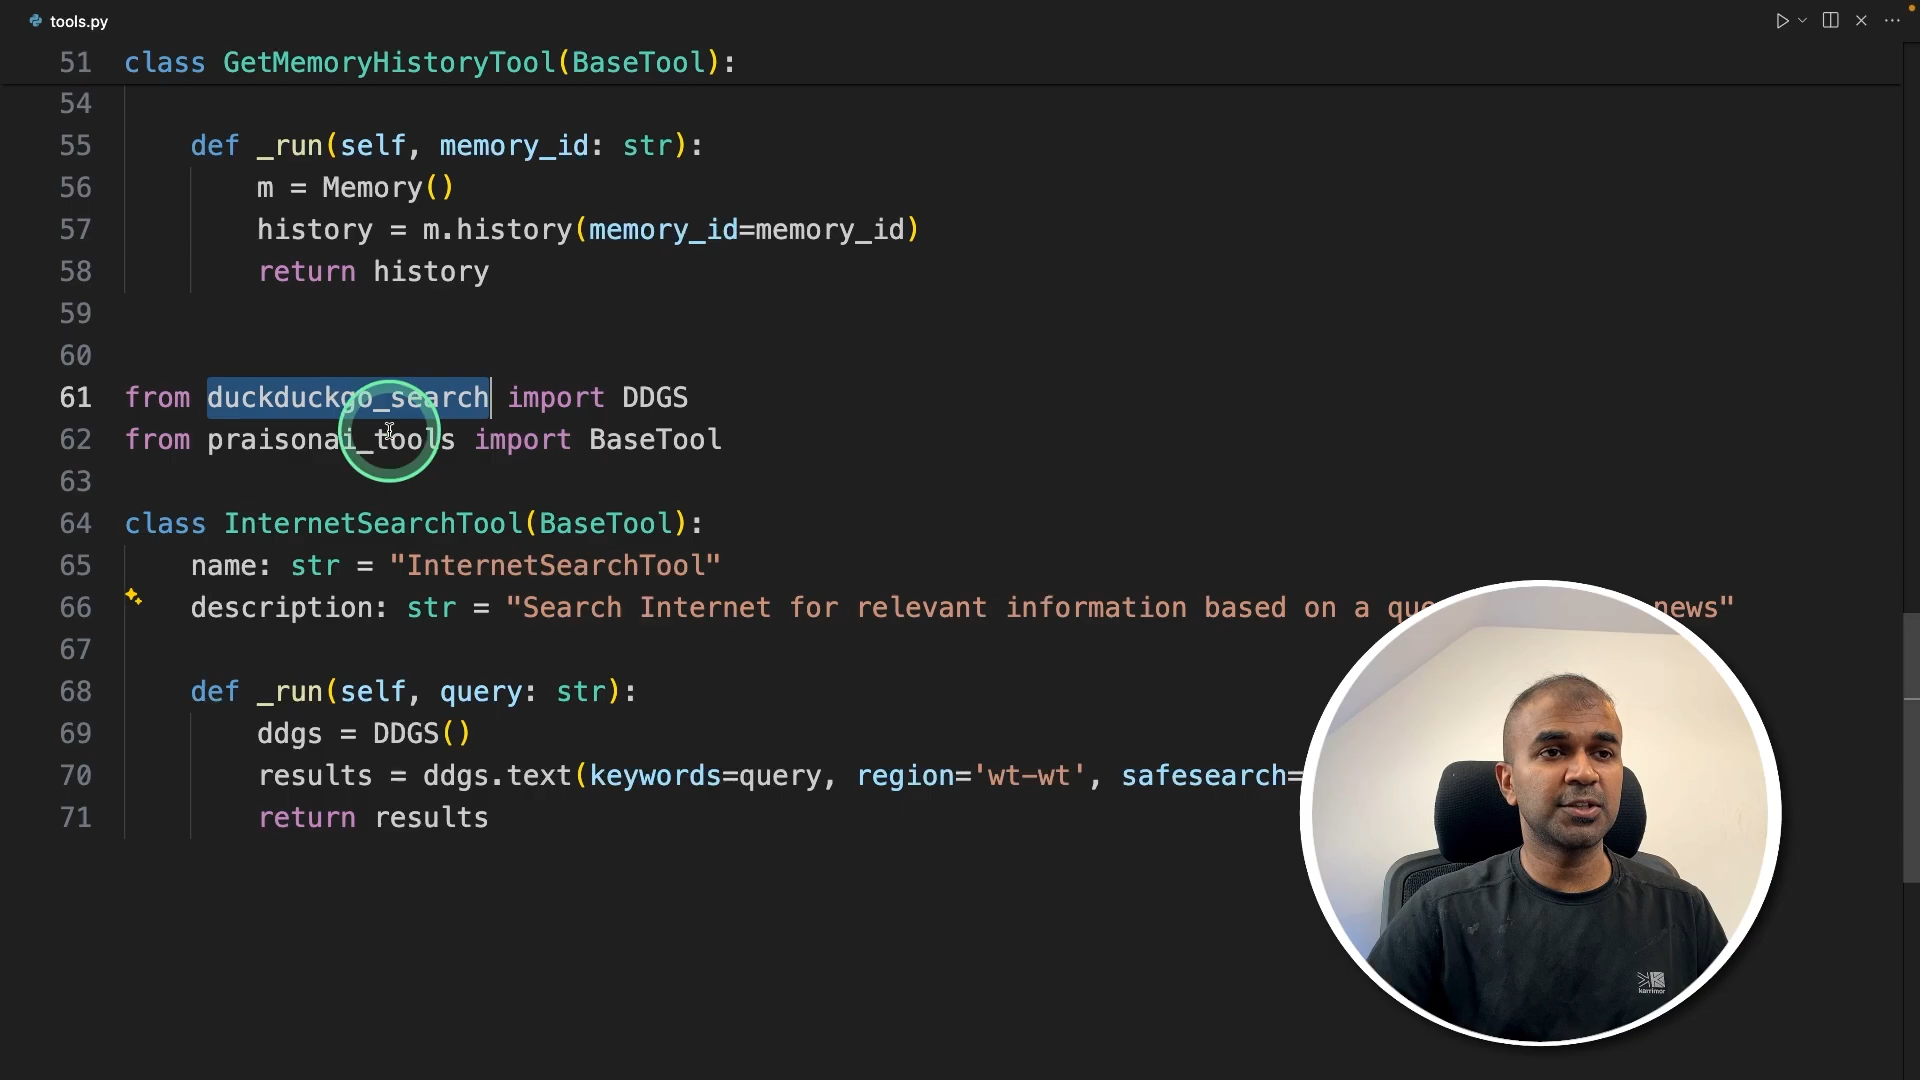 tools.py
51 class GetMemoryHistoryTool(BaseTool):
54
55 def _run(self, memory_id: str):
56 m = Memory()
57 history = m.history(memory_id=memory_id)
58 return history
59
60
61 from duckduckgo_search import DDGS
62 from praisonai_tools import BaseTool
63
64 class InternetSearchTool(BaseTool):
65 name: str = "InternetSearchTool"
66 description: str = "Search Internet for relevant information based on a news"
67
68 def _run(self, query: str):
69 ddgs = DDGS()
70 results = ddgs.text(keywords=query, region='wt-wt', safesearch=
71 return results
karrimor